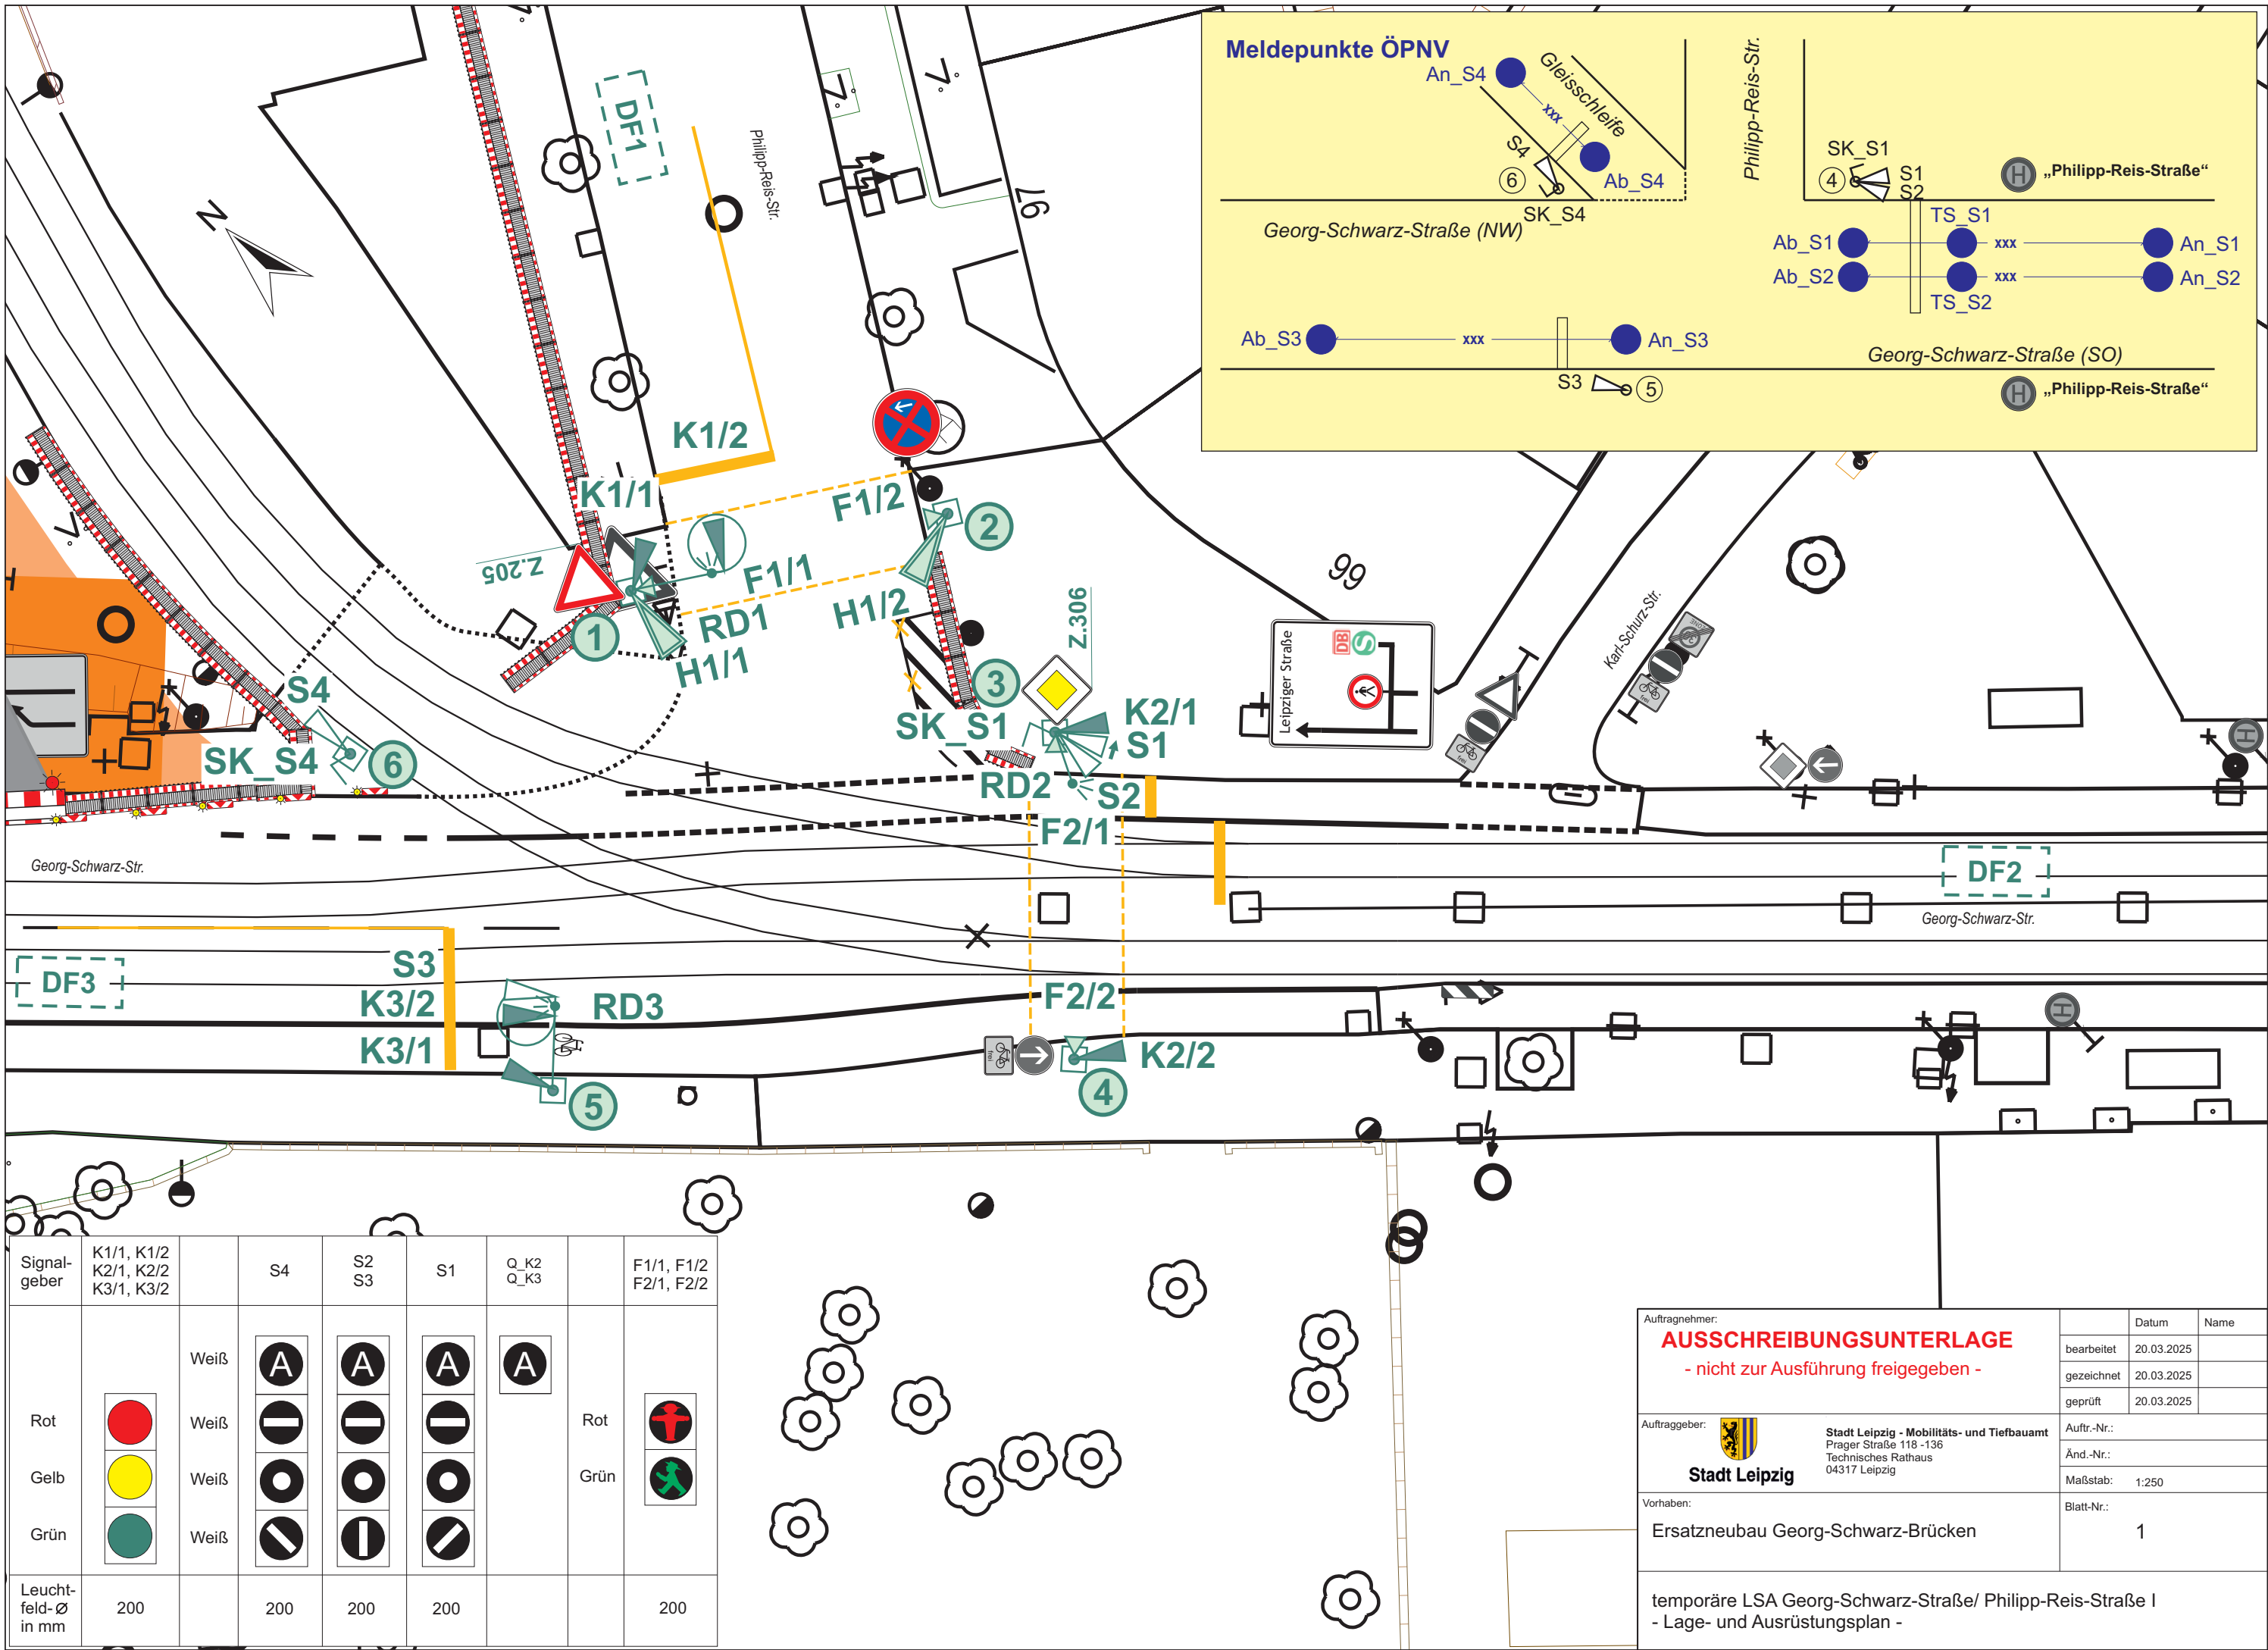 Meldepunkte ÖPNV
An_S4
Gleisschleife
xxx
S4
6
Ab_S4
SK_S4
Georg-Schwarz-Straße (NW)
Philipp-Reis-Str.
SK_S1
4
S1
S2
H
„Philipp-Reis-Straße“
TS_S1
Ab_S1
xxx
An_S1
Ab_S2
xxx
An_S2
TS_S2
Ab_S3
xxx
An_S3
Georg-Schwarz-Straße (SO)
S3
5
H
„Philipp-Reis-Straße“
N
DF1
Philipp-Reis-Str.
97
K1/2
K1/1
F1/2
2
Z.205
F1/1
RD1
H1/2
1
H1/1
Z.306
3
SK_S1
K2/1
S1
RD2
S2
F2/1
S4
SK_S4
6
99
Leipziger Straße
DB
S
Karl-Schurz-Str.
frei
frei
H
Georg-Schwarz-Str.
DF2
Georg-Schwarz-Str.
DF3
S3
K3/2
K3/1
RD3
5
F2/2
frei
K2/2
4
H
Signal-
geber
K1/1, K1/2
K2/1, K2/2
K3/1, K3/2
S4
S2
S3
S1
Q_K2
Q_K3
F1/1, F1/2
F2/1, F2/2
Weiß
A
A
A
A
Rot
Weiß
Rot
Gelb
Weiß
Grün
Grün
Weiß
Leucht-
feld-Ø
in mm
200
200
200
200
200
Auftragnehmer:
AUSSCHREIBUNGSUNTERLAGE
- nicht zur Ausführung freigegeben -
Datum
Name
bearbeitet
20.03.2025
gezeichnet
20.03.2025
geprüft
20.03.2025
Auftraggeber:
Stadt Leipzig
Stadt Leipzig - Mobilitäts- und Tiefbauamt
Prager Straße 118 -136
Technisches Rathaus
04317 Leipzig
Auftr.-Nr.:
Änd.-Nr.:
Maßstab:
1:250
Vorhaben:
Ersatzneubau Georg-Schwarz-Brücken
Blatt-Nr.:
1
temporäre LSA Georg-Schwarz-Straße/ Philipp-Reis-Straße I
- Lage- und Ausrüstungsplan -